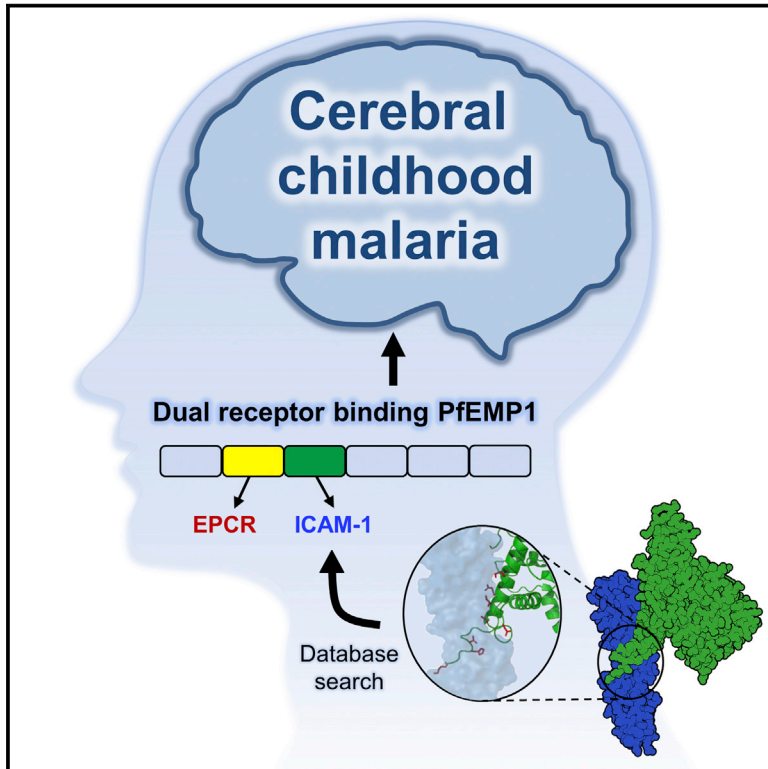 Cerebral
childhood
malaria
Dual receptor binding PfEMP1
EPCR ICAM-1
Database
search